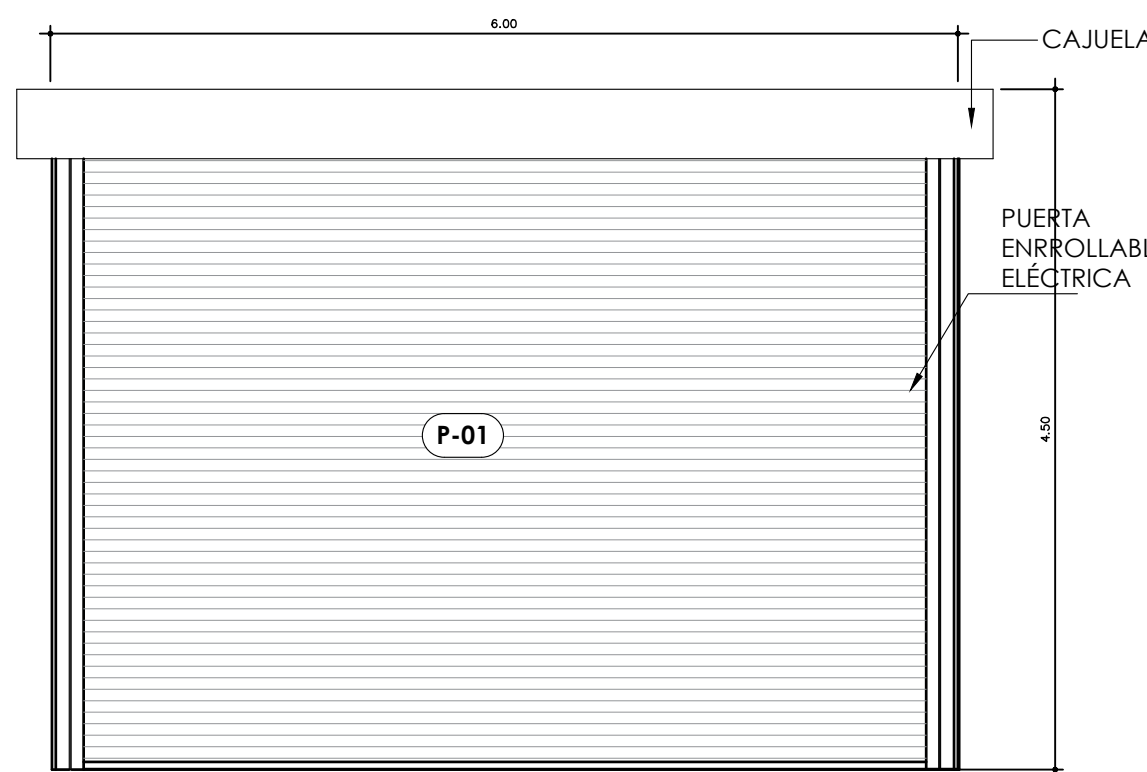 6.00
CAJUELA
PUERTA
ENRROLLABL
ELÉCTRICA
P-01
4.50